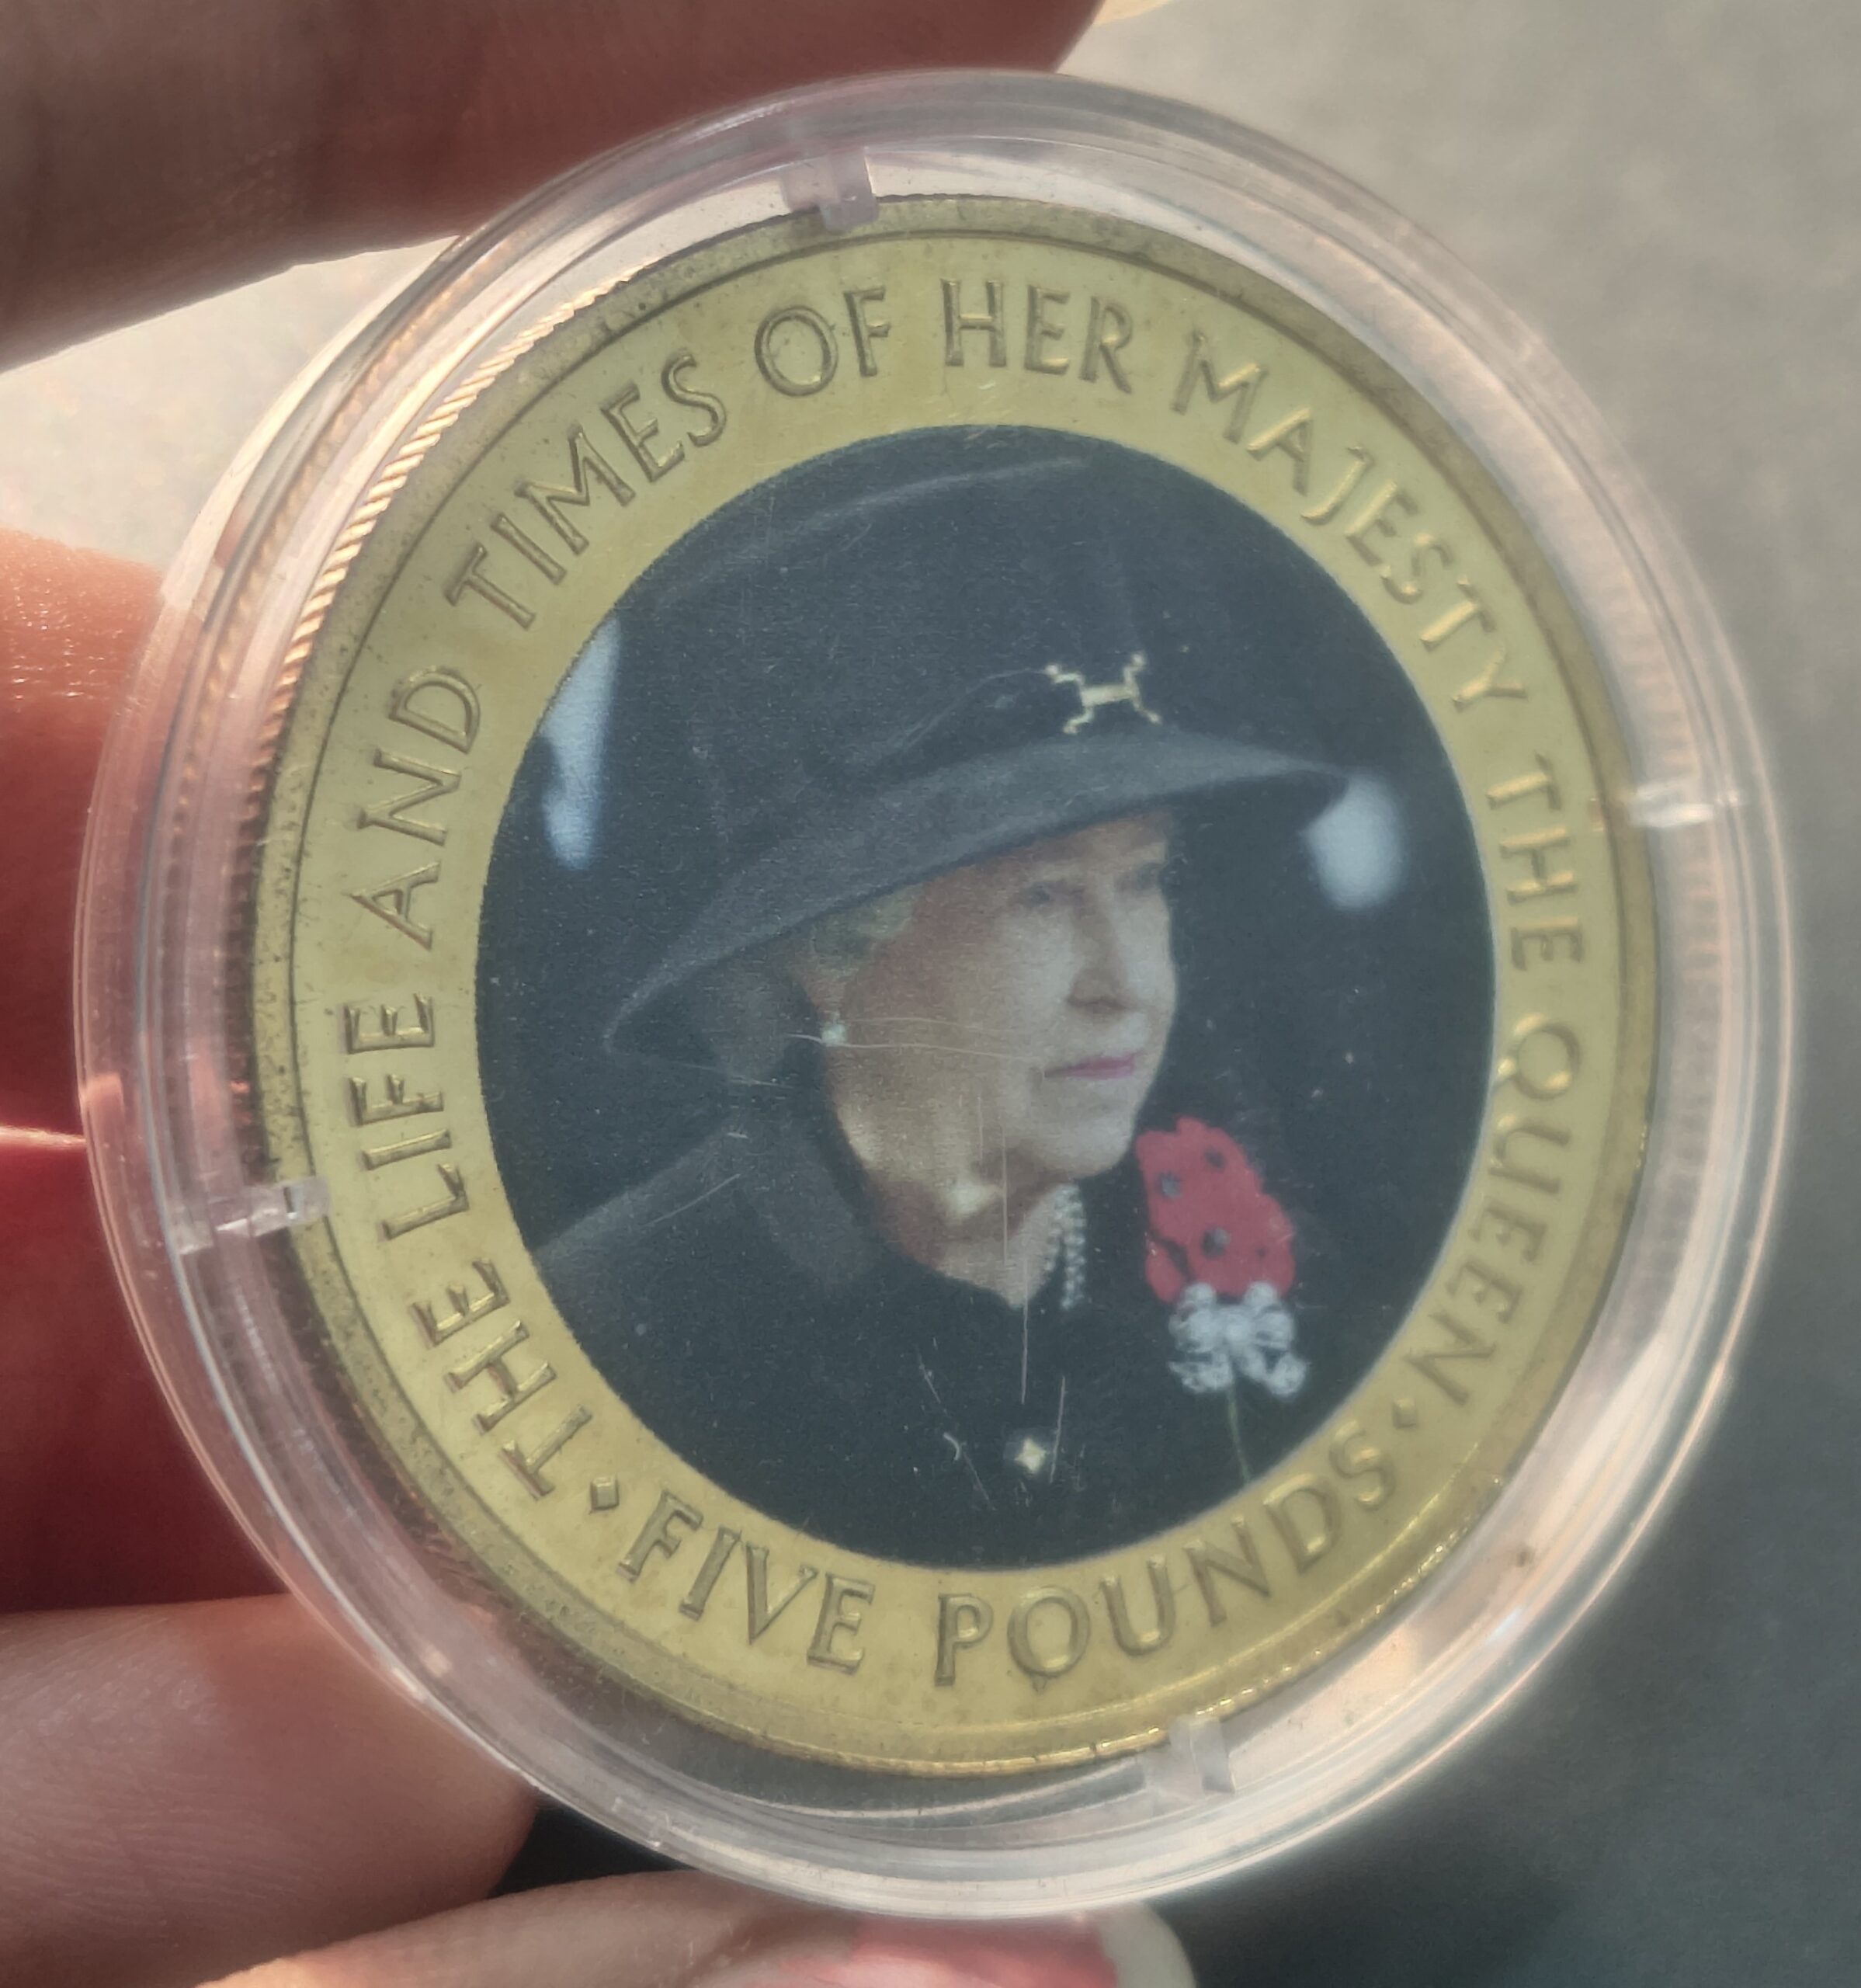 THE LIFE AND TIMES OF HER MAJESTY THE QUEEN
· FIVE POUNDS ·